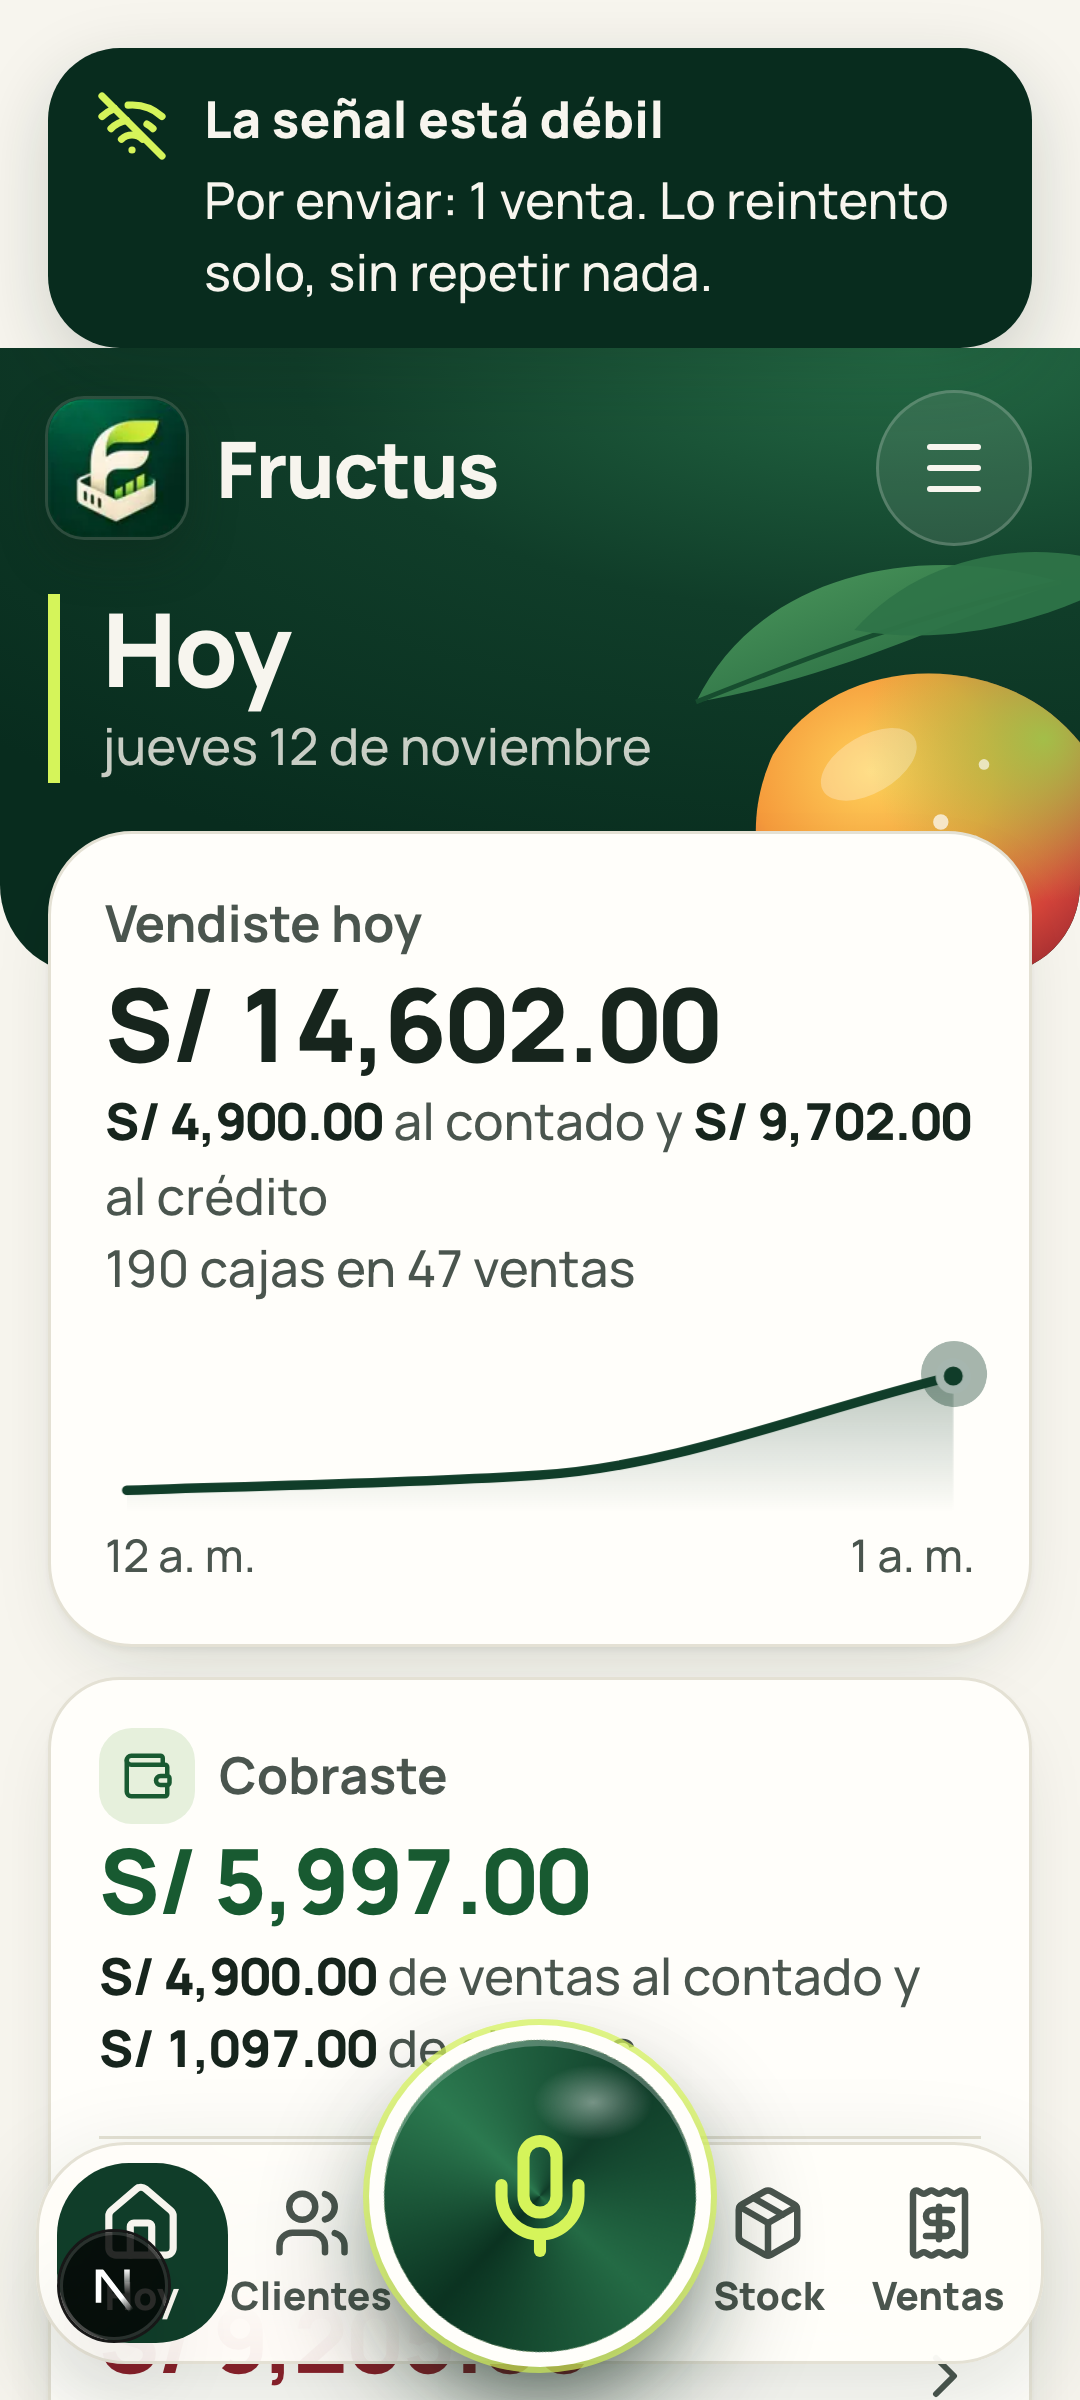 La señal está débil
Por enviar: 1 venta. Lo reintento
solo, sin repetir nada.
Fructus
Hoy
jueves 12 de noviembre
Vendiste hoy
S/ 14,602.00
S/ 4,900.00 al contado y S/ 9,702.00
al crédito
190 cajas en 47 ventas
12 a. m.
1 a. m.
Cobraste
S/ 5,997.00
S/ 4,900.00 de ventas al contado y
S/ 1,097.00 de
Hoy
Clientes
Stock
Ventas
N